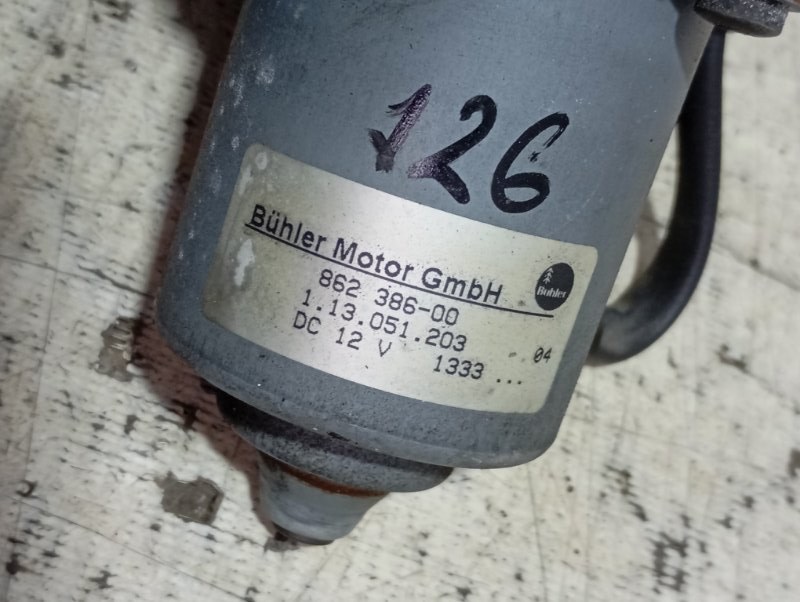 126
Bühler Motor GmbH
Bühler
862 386-00
1.13.051.203
04
DC 12 V 1333 ...